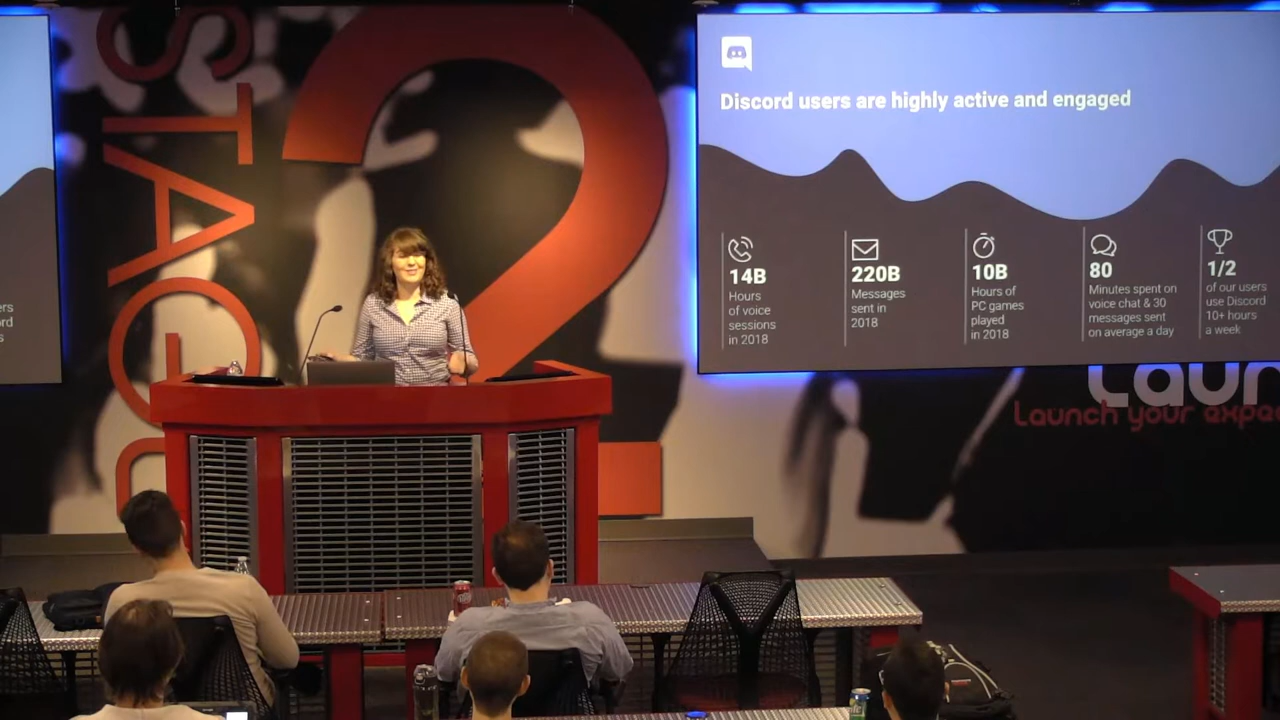 STAGE
2
Discord users are highly active and engaged
14B
Hours
of voice
sessions
in 2018
220B
Messages
sent in
2018
10B
Hours of
PC games
played
in 2018
80
Minutes spent on
voice chat & 30
messages sent
on average a day
1/2
of our users
use Discord
10+ hours
a week
Launch your